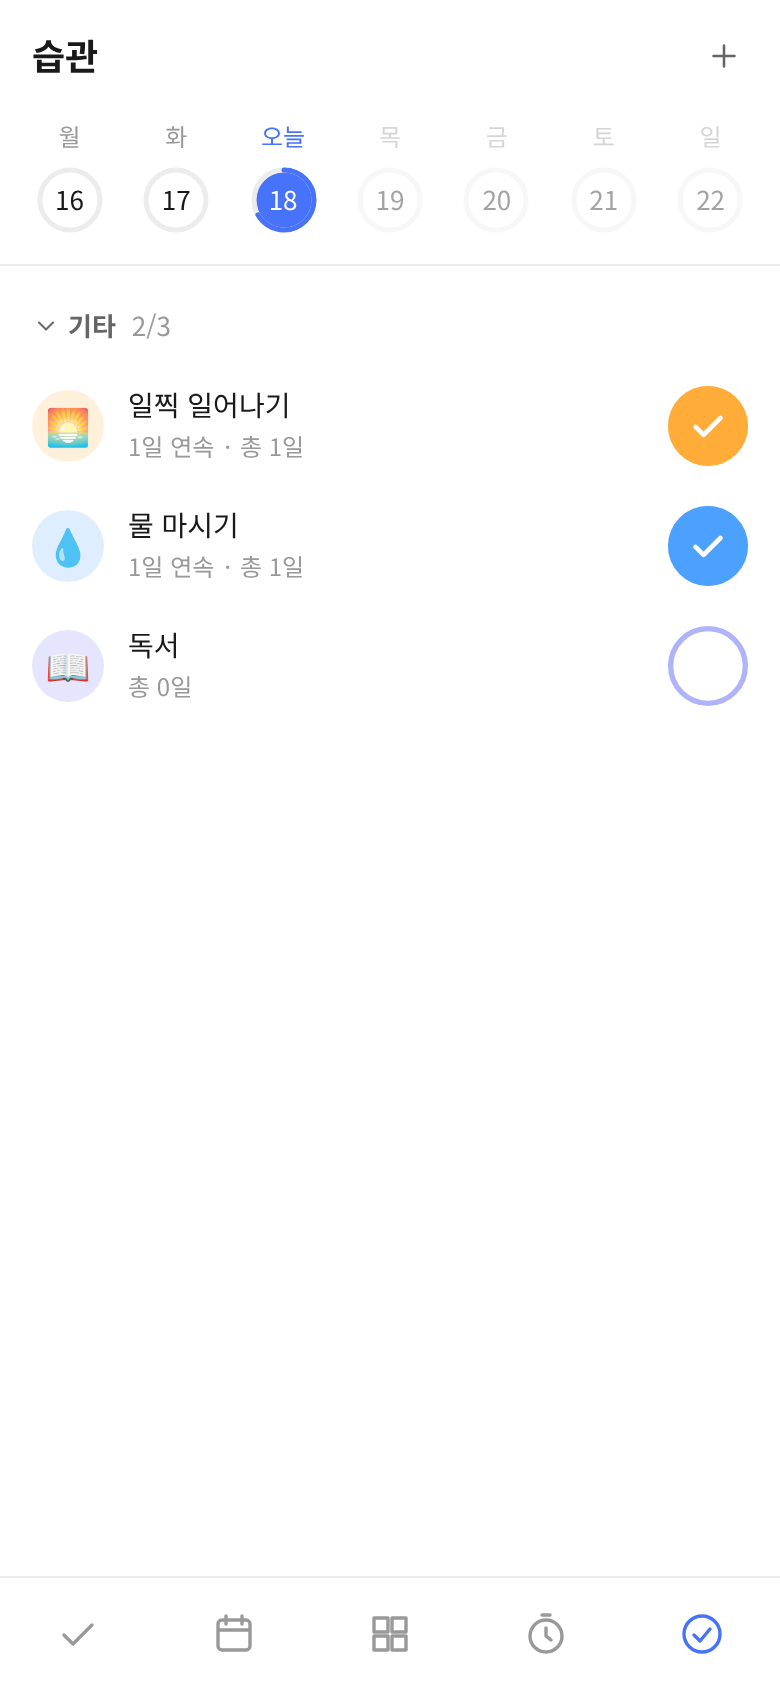 습관
월 화 오늘 목 금 토 일
16 17 18 19 20 21 22
기타 2/3
일찍 일어나기
1일 연속 · 총 1일
물 마시기
1일 연속 · 총 1일
독서
총 0일